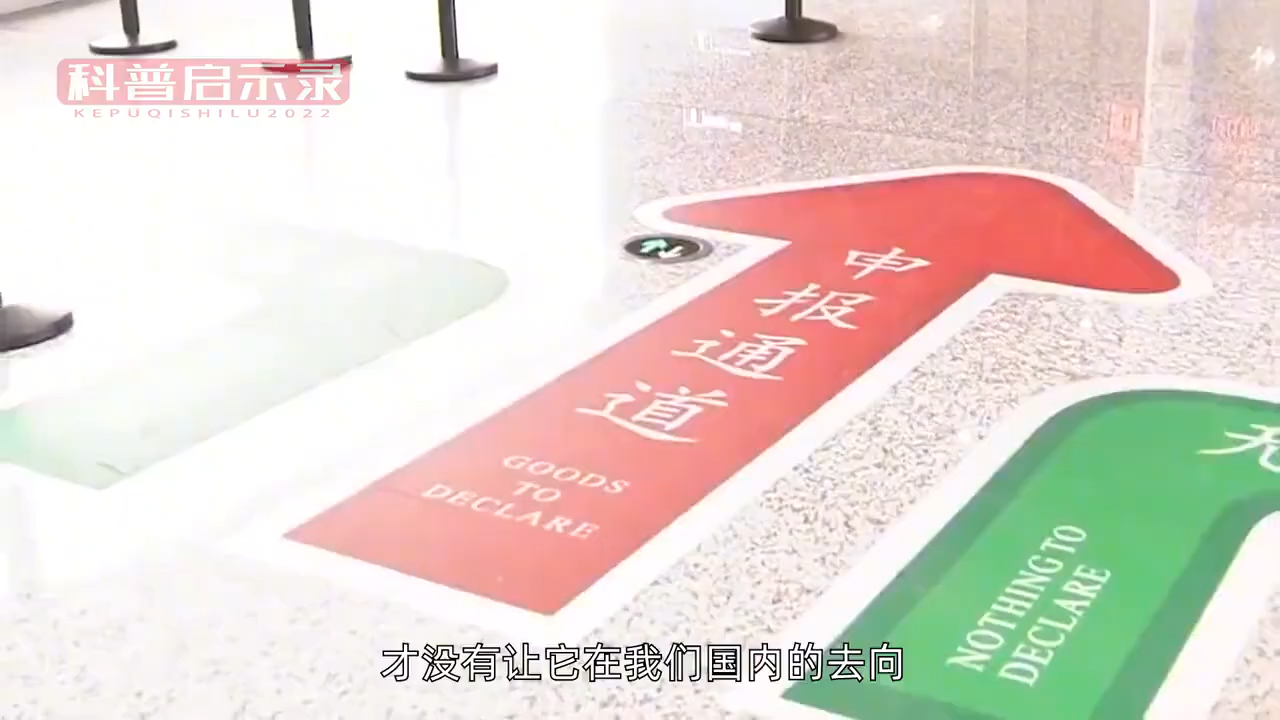 科普启示录
KEPUQISHILU2022
申报通道
GOODS
TO
DECLARE
无
NOTHING TO
DECLARE
才没有让它在我们国内的去向